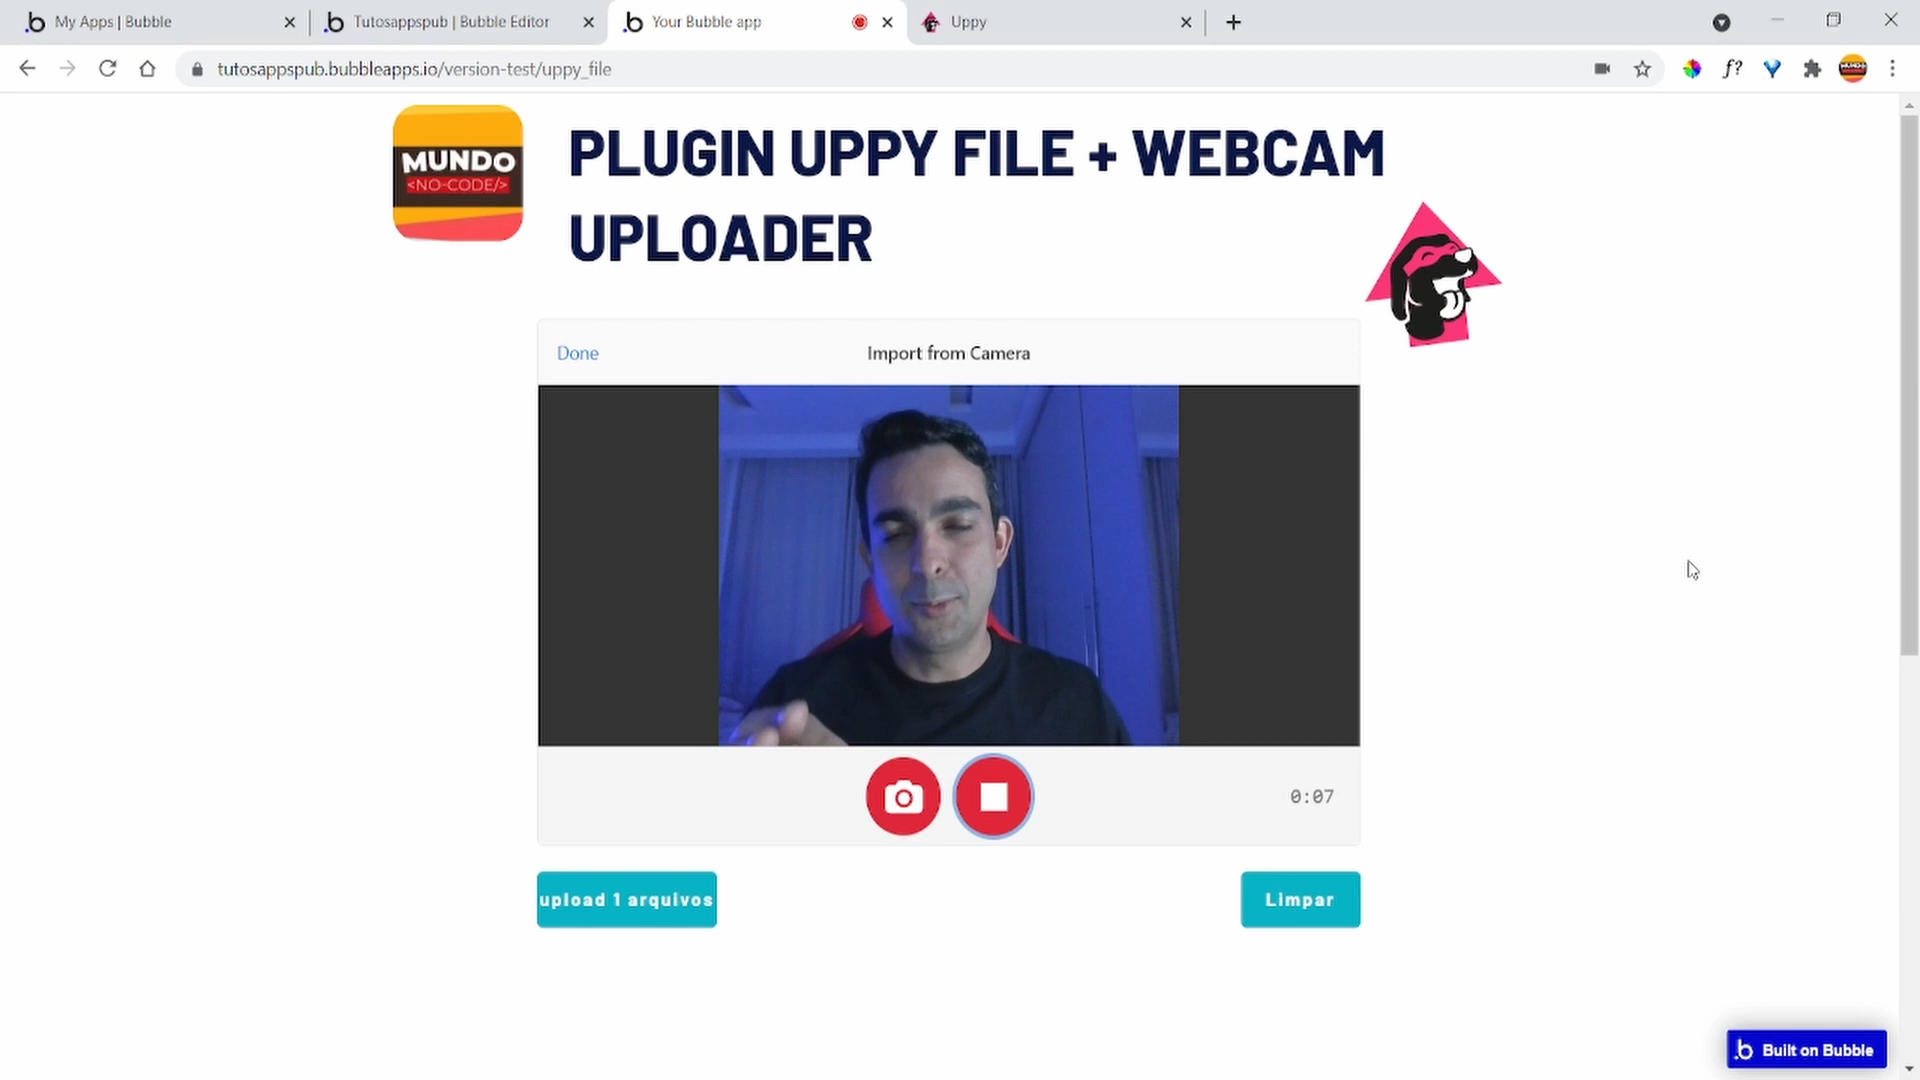 My Apps | Bubble
Tutosappspub | Bubble Editor
Your Bubble app
Uppy
tutosappspub.bubbleapps.io/version-test/uppy_file
f?
MUNDO
<NO-CODE/>
PLUGIN UPPY FILE + WEBCAM
UPLOADER
Done
Import from Camera
0:07
upload 1 arquivos
Limpar
Built on Bubble